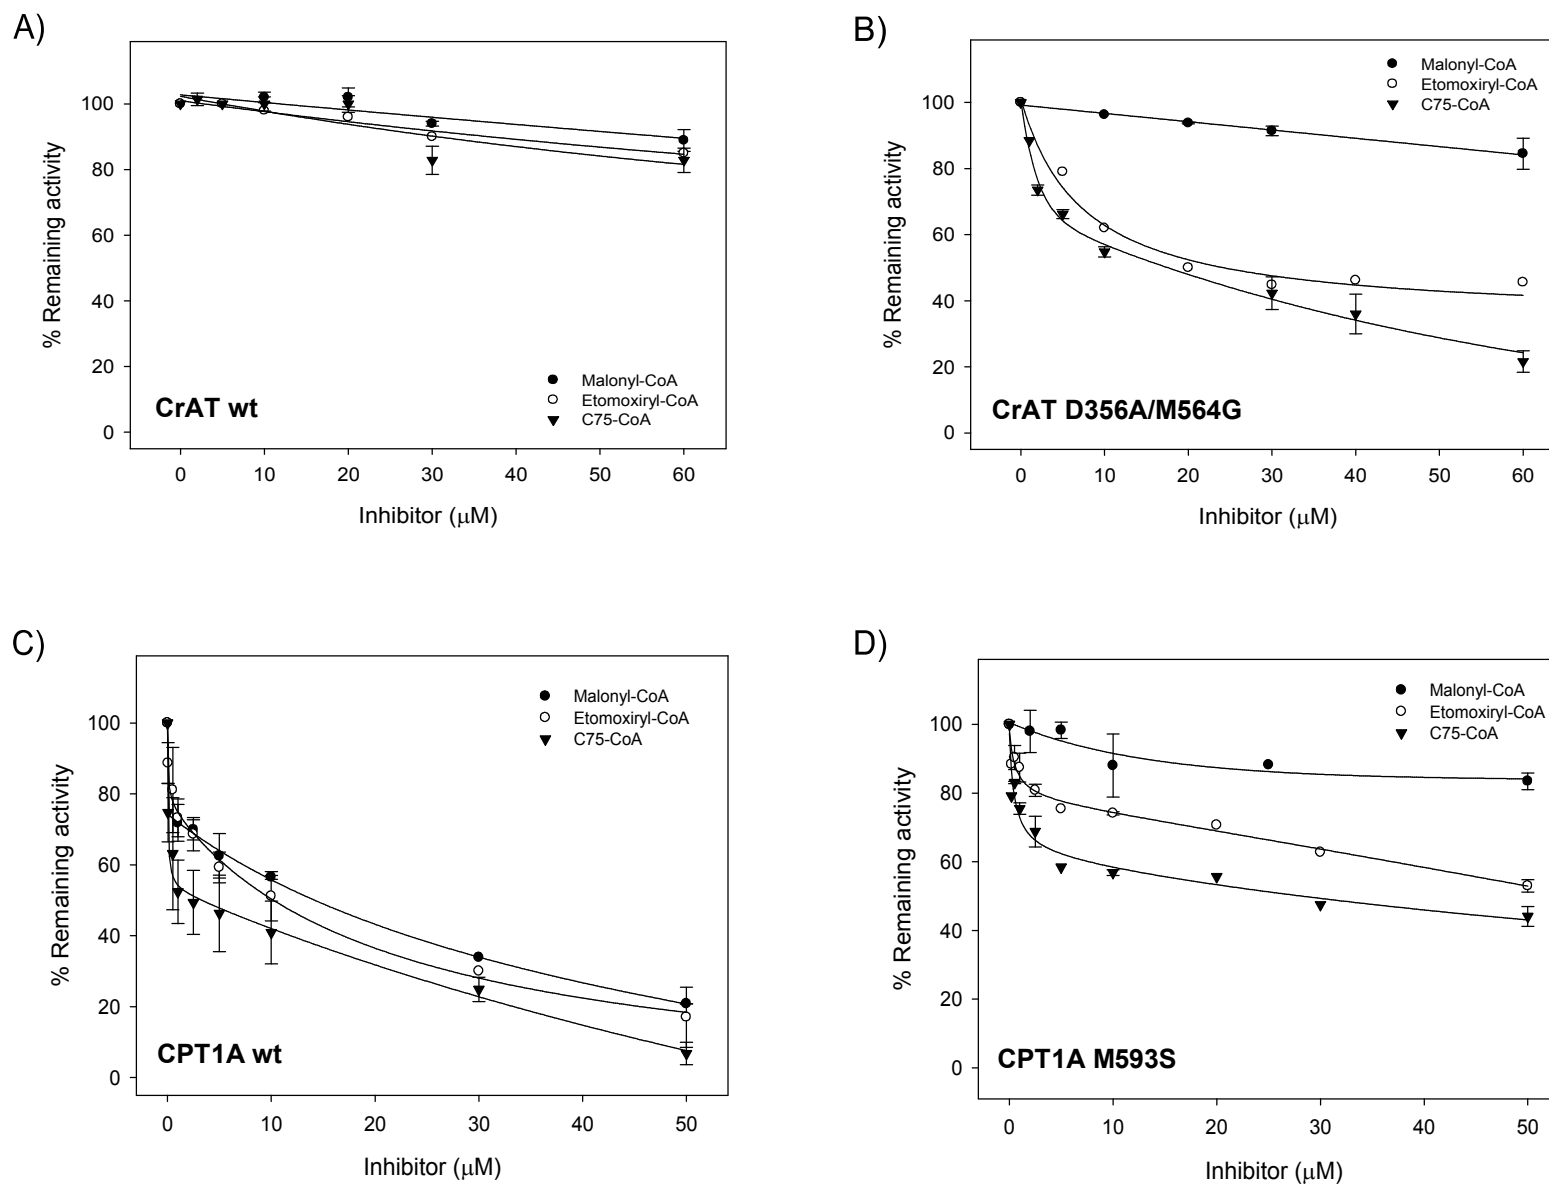 A)
% Remaining activity
100
80
60
40
20
0
Malonyl-CoA
Etomoxiryl-CoA
C75-CoA
CrAT wt
0 10 20 30 40 50 60
Inhibitor (μM)
B)
% Remaining activity
100
80
60
40
20
0
Malonyl-CoA
Etomoxiryl-CoA
C75-CoA
CrAT D356A/M564G
0 10 20 30 40 50 60
Inhibitor (μM)
C)
% Remaining activity
100
80
60
40
20
0
Malonyl-CoA
Etomoxiryl-CoA
C75-CoA
CPT1A wt
0 10 20 30 40 50
Inhibitor (μM)
D)
% Remaining activity
100
80
60
40
20
0
Malonyl-CoA
Etomoxiryl-CoA
C75-CoA
CPT1A M593S
0 10 20 30 40 50
Inhibitor (μM)